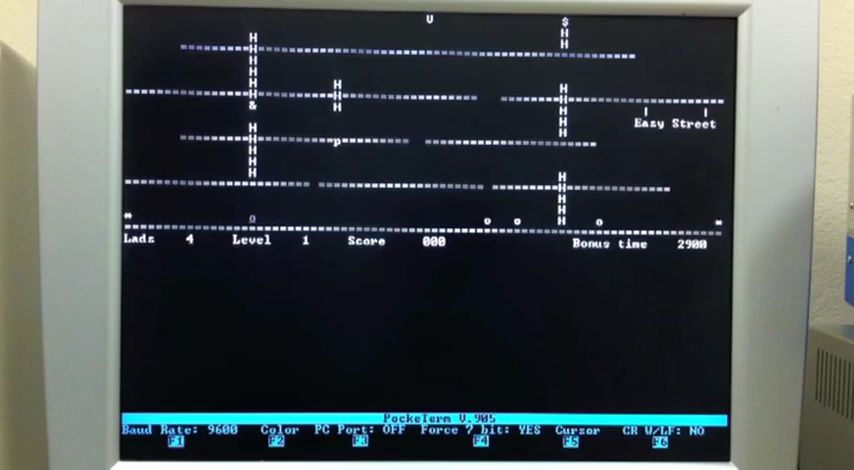 V $
H H
H H
H
H
H H
H H H
& H H
H
H Easy Street
H p
H
H
H
H
H
* o o o H o *
Lads 4 Level 1 Score 000 Bonus time 2900
PockeTerm V.905
Baud Rate: 9600 Color PC Port: OFF Force 7 bit: YES Cursor CR W/LF: NO
F1 F2 F3 F4 F5 F6